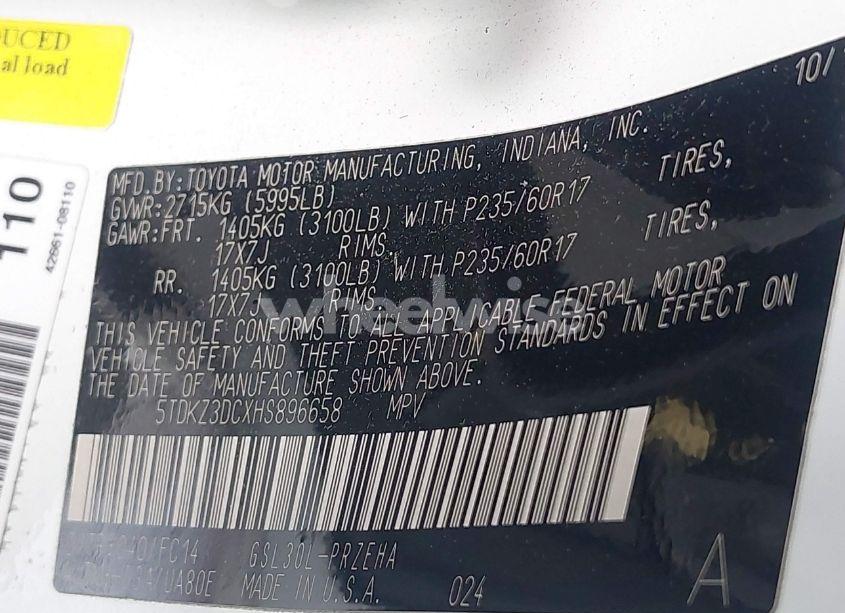 UCED
al load
110
42661-08110
10/
MFD.BY:TOYOTA MOTOR MANUFACTURING, INDIANA, INC.
GVWR:2715KG (5995LB)
GAWR:FRT. 1405KG (3100LB) WITH P235/60R17 TIRES,
17X7J RIMS
RR. 1405KG (3100LB) WITH P235/60R17 TIRES,
17X7J RIMS
THIS VEHICLE CONFORMS TO ALL APPLICABLE FEDERAL MOTOR
VEHICLE SAFETY AND THEFT PREVENTION STANDARDS IN EFFECT ON
THE DATE OF MANUFACTURE SHOWN ABOVE.
5TDKZ3DCXHS896658 MPV
FC14 GSL30L-PRZEHA
/UA80E MADE IN U.S.A. 024
A
wheelwise